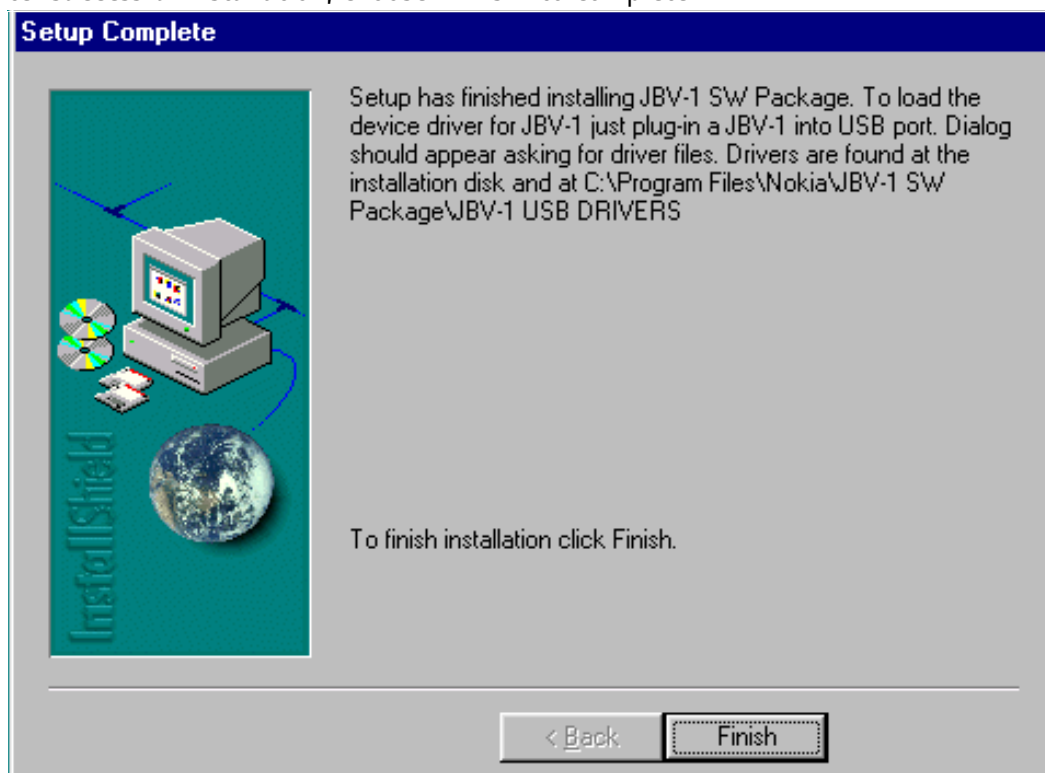 Setup Complete
Setup has finished installing JBV-1 SW Package. To load the
device driver for JBV-1 just plug-in a JBV-1 into USB port. Dialog
should appear asking for driver files. Drivers are found at the
installation disk and at C:\Program Files\Nokia\JBV-1 SW
Package\JBV-1 USB DRIVERS
InstallShield
To finish installation click Finish.
< Back
Finish